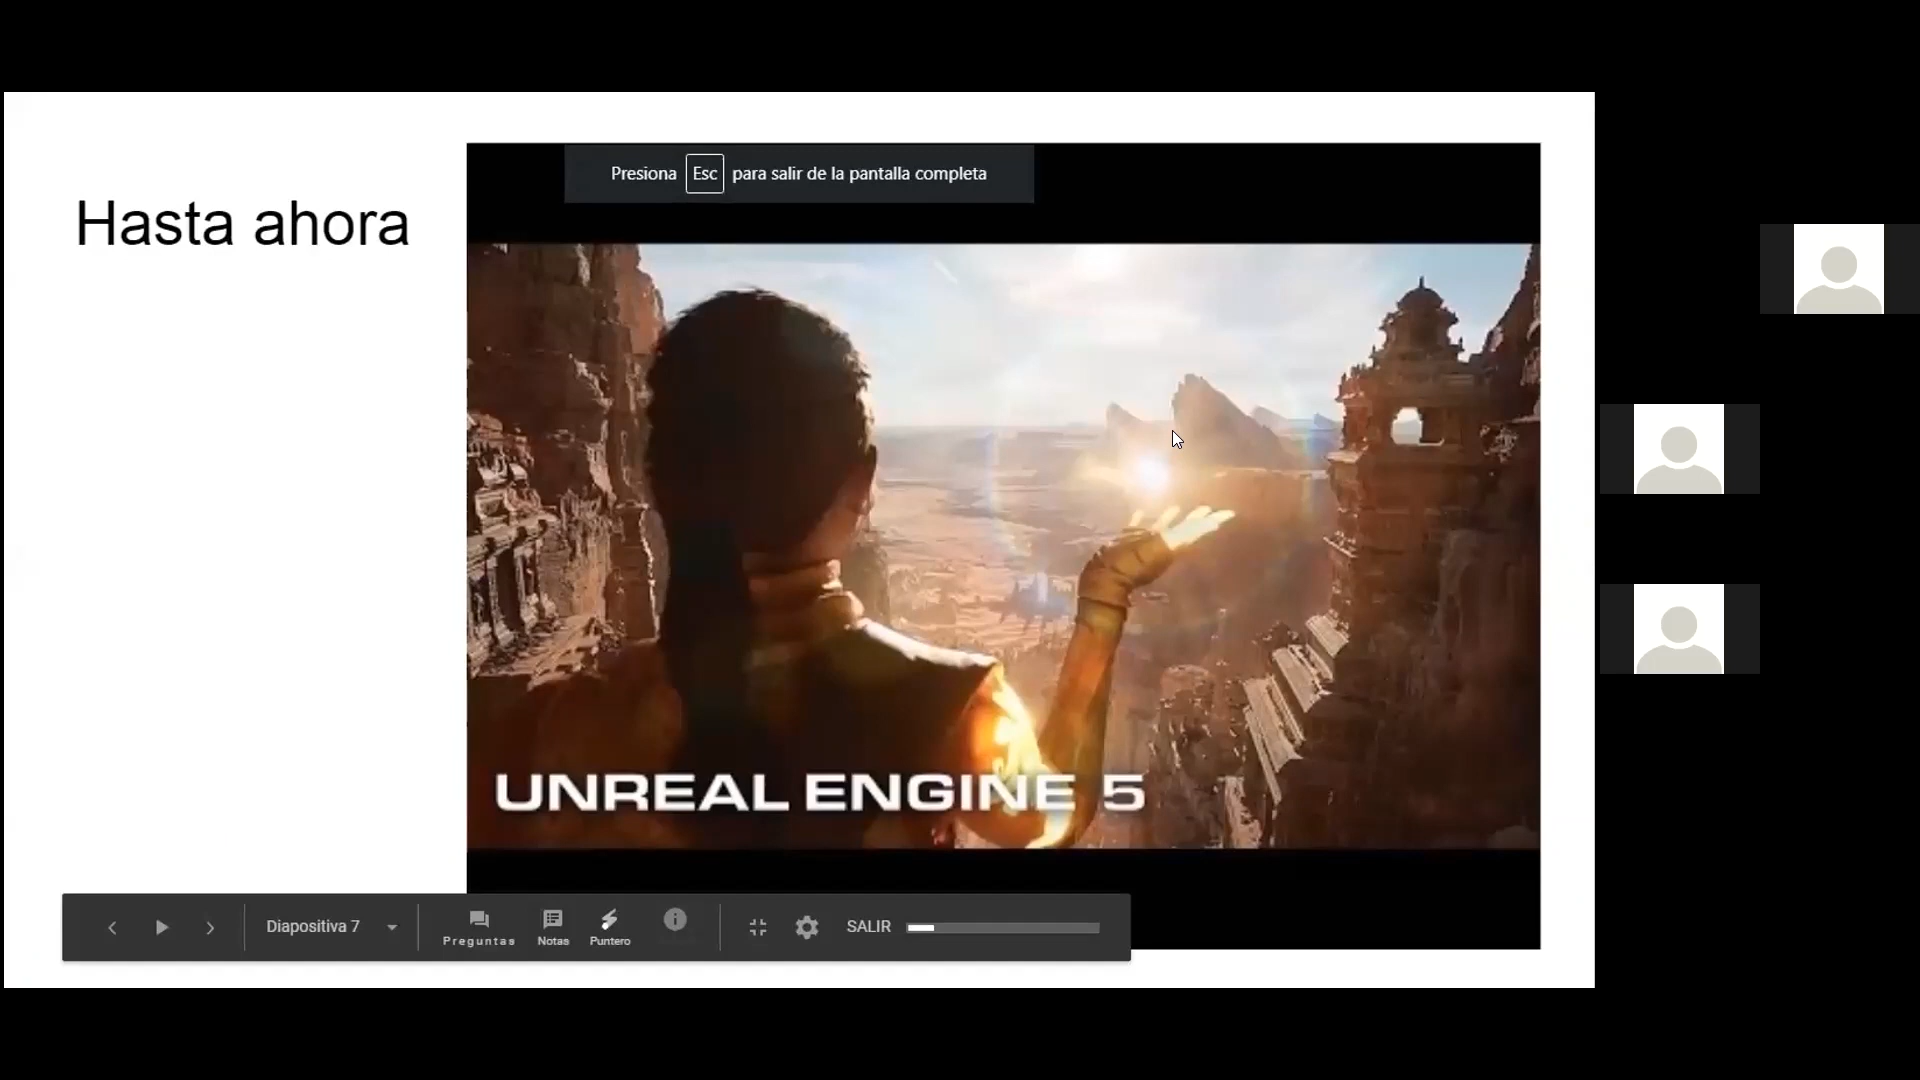 Presiona Esc para salir de la pantalla completa
Hasta ahora
UNREAL ENGINE 5
Diapositiva 7
Preguntas
Notas
Puntero
SALIR